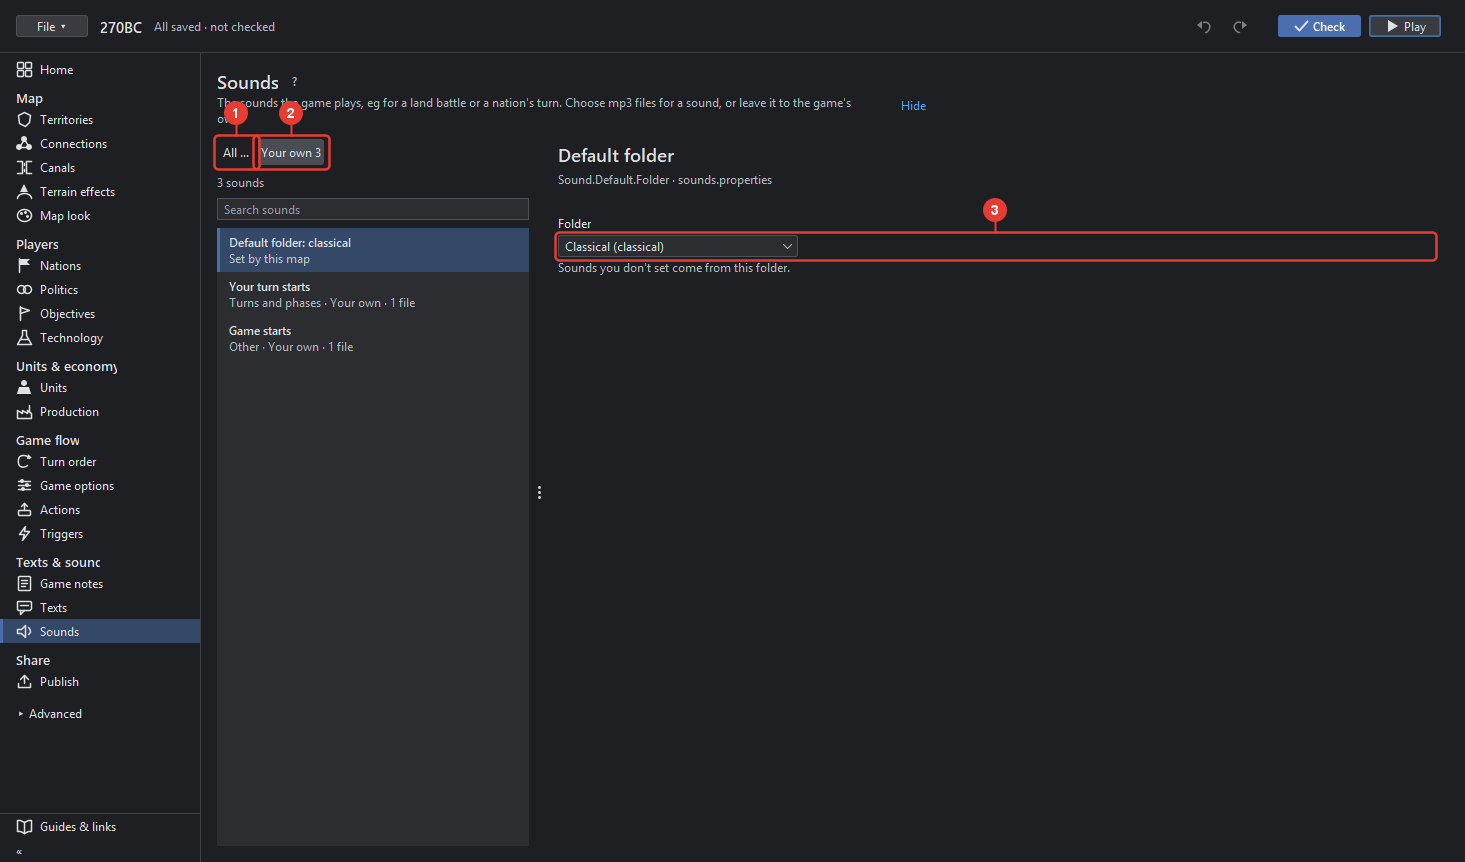 File ▾
270BC
All saved · not checked
Check
Play
Home
Map
Territories
Connections
Canals
Terrain effects
Map look
Players
Nations
Politics
Objectives
Technology
Units & economy
Units
Production
Game flow
Turn order
Game options
Actions
Triggers
Texts & sound
Game notes
Texts
Sounds
Share
Publish
▸ Advanced
Guides & links
«
Sounds ?
The sounds the game plays, eg for a land battle or a nation's turn. Choose mp3 files for a sound, or leave it to the game's
Hide
1
2
All ...
Your own 3
3 sounds
Search sounds
Default folder: classical
Set by this map
Your turn starts
Turns and phases · Your own · 1 file
Game starts
Other · Your own · 1 file
Default folder
Sound.Default.Folder · sounds.properties
Folder
3
Classical (classical)
Sounds you don't set come from this folder.